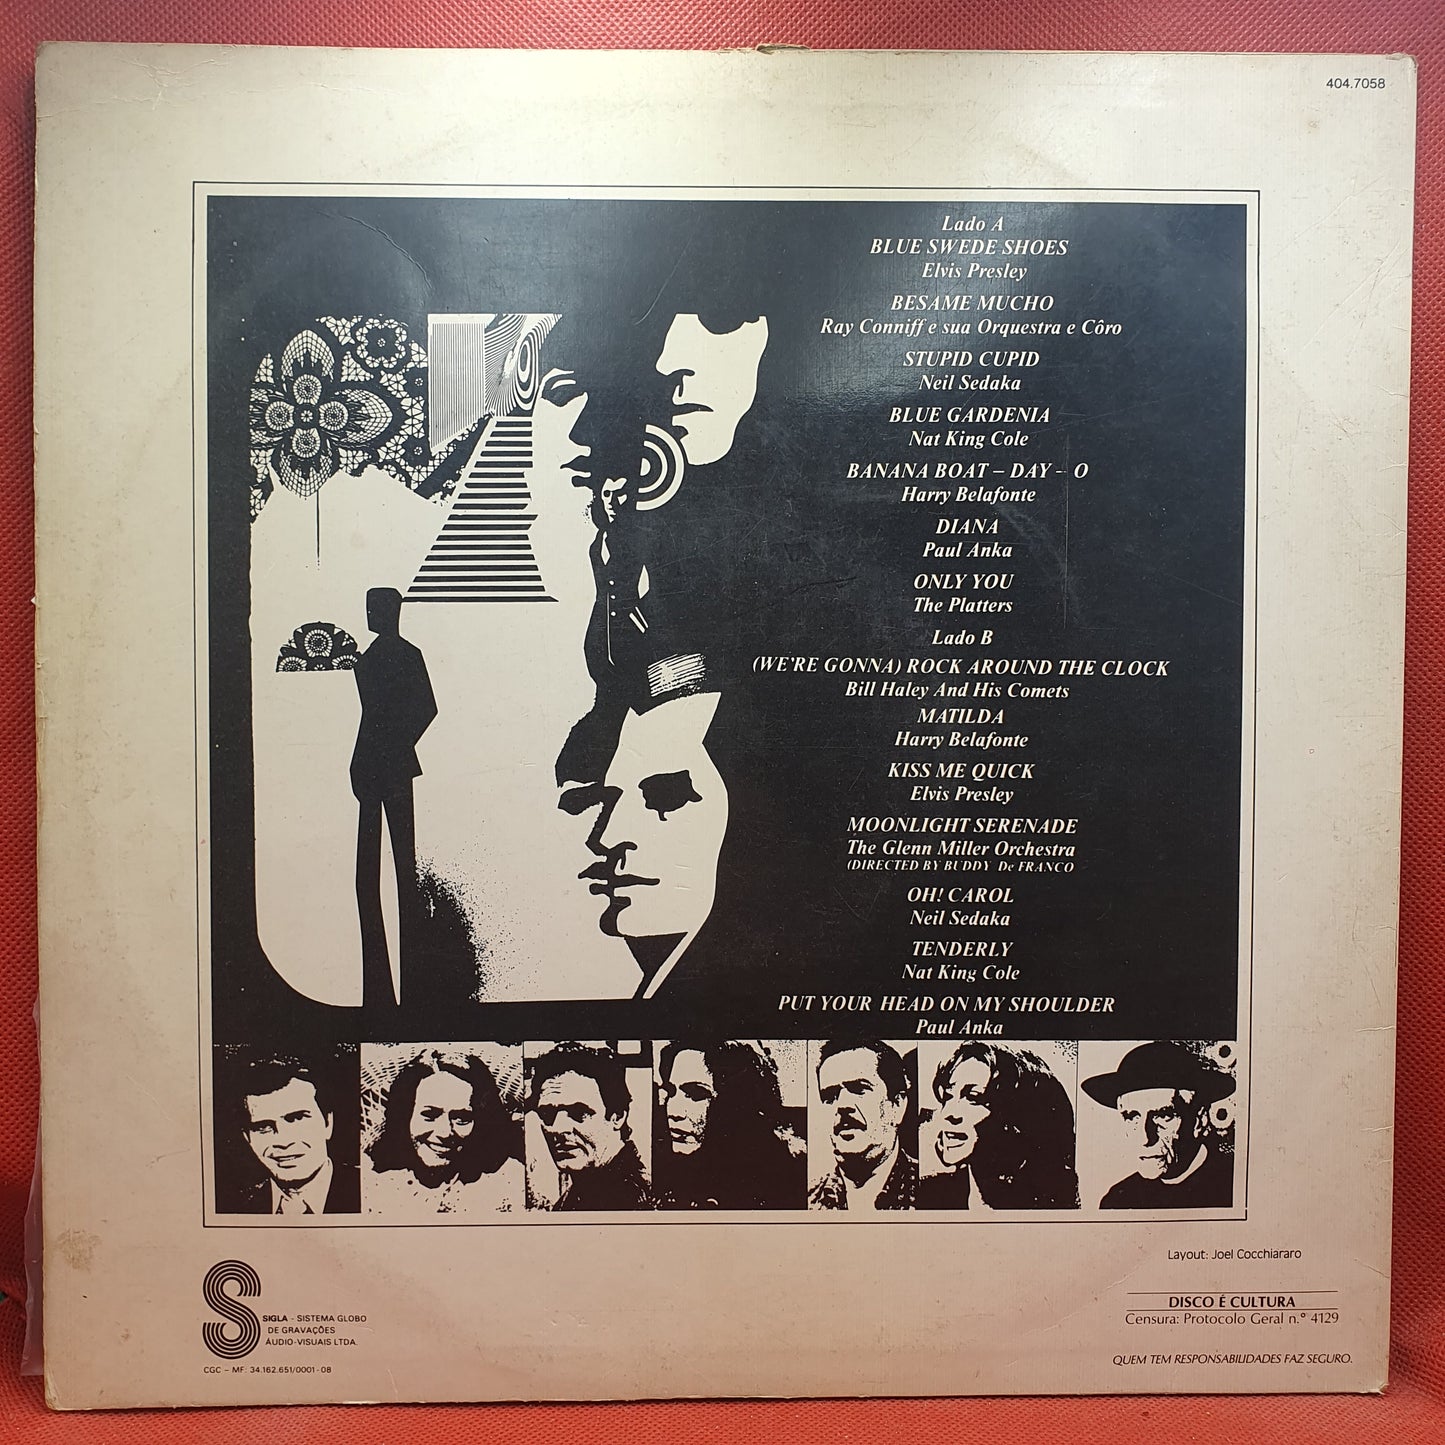 404.7058
Lado A
BLUE SWEDE SHOES
Elvis Presley
BESAME MUCHO
Ray Conniff e sua Orquestra e Côro
STUPID CUPID
Neil Sedaka
BLUE GARDENIA
Nat King Cole
BANANA BOAT – DAY - O
Harry Belafonte
DIANA
Paul Anka
ONLY YOU
The Platters
Lado B
(WE'RE GONNA) ROCK AROUND THE CLOCK
Bill Haley And His Comets
MATILDA
Harry Belafonte
KISS ME QUICK
Elvis Presley
MOONLIGHT SERENADE
The Glenn Miller Orchestra
(DIRECTED BY BUDDY De FRANCO
OH! CAROL
Neil Sedaka
TENDERLY
Nat King Cole
PUT YOUR HEAD ON MY SHOULDER
Paul Anka
Layout: Joel Cocchiararo
SIGLA - SISTEMA GLOBO
DE GRAVAÇÕES
ÁUDIO-VISUAIS LTDA.
CGC – MF: 34.162.651/0001-08
DISCO É CULTURA
Censura: Protocolo Geral n.º 4129
QUEM TEM RESPONSABILIDADES FAZ SEGURO.